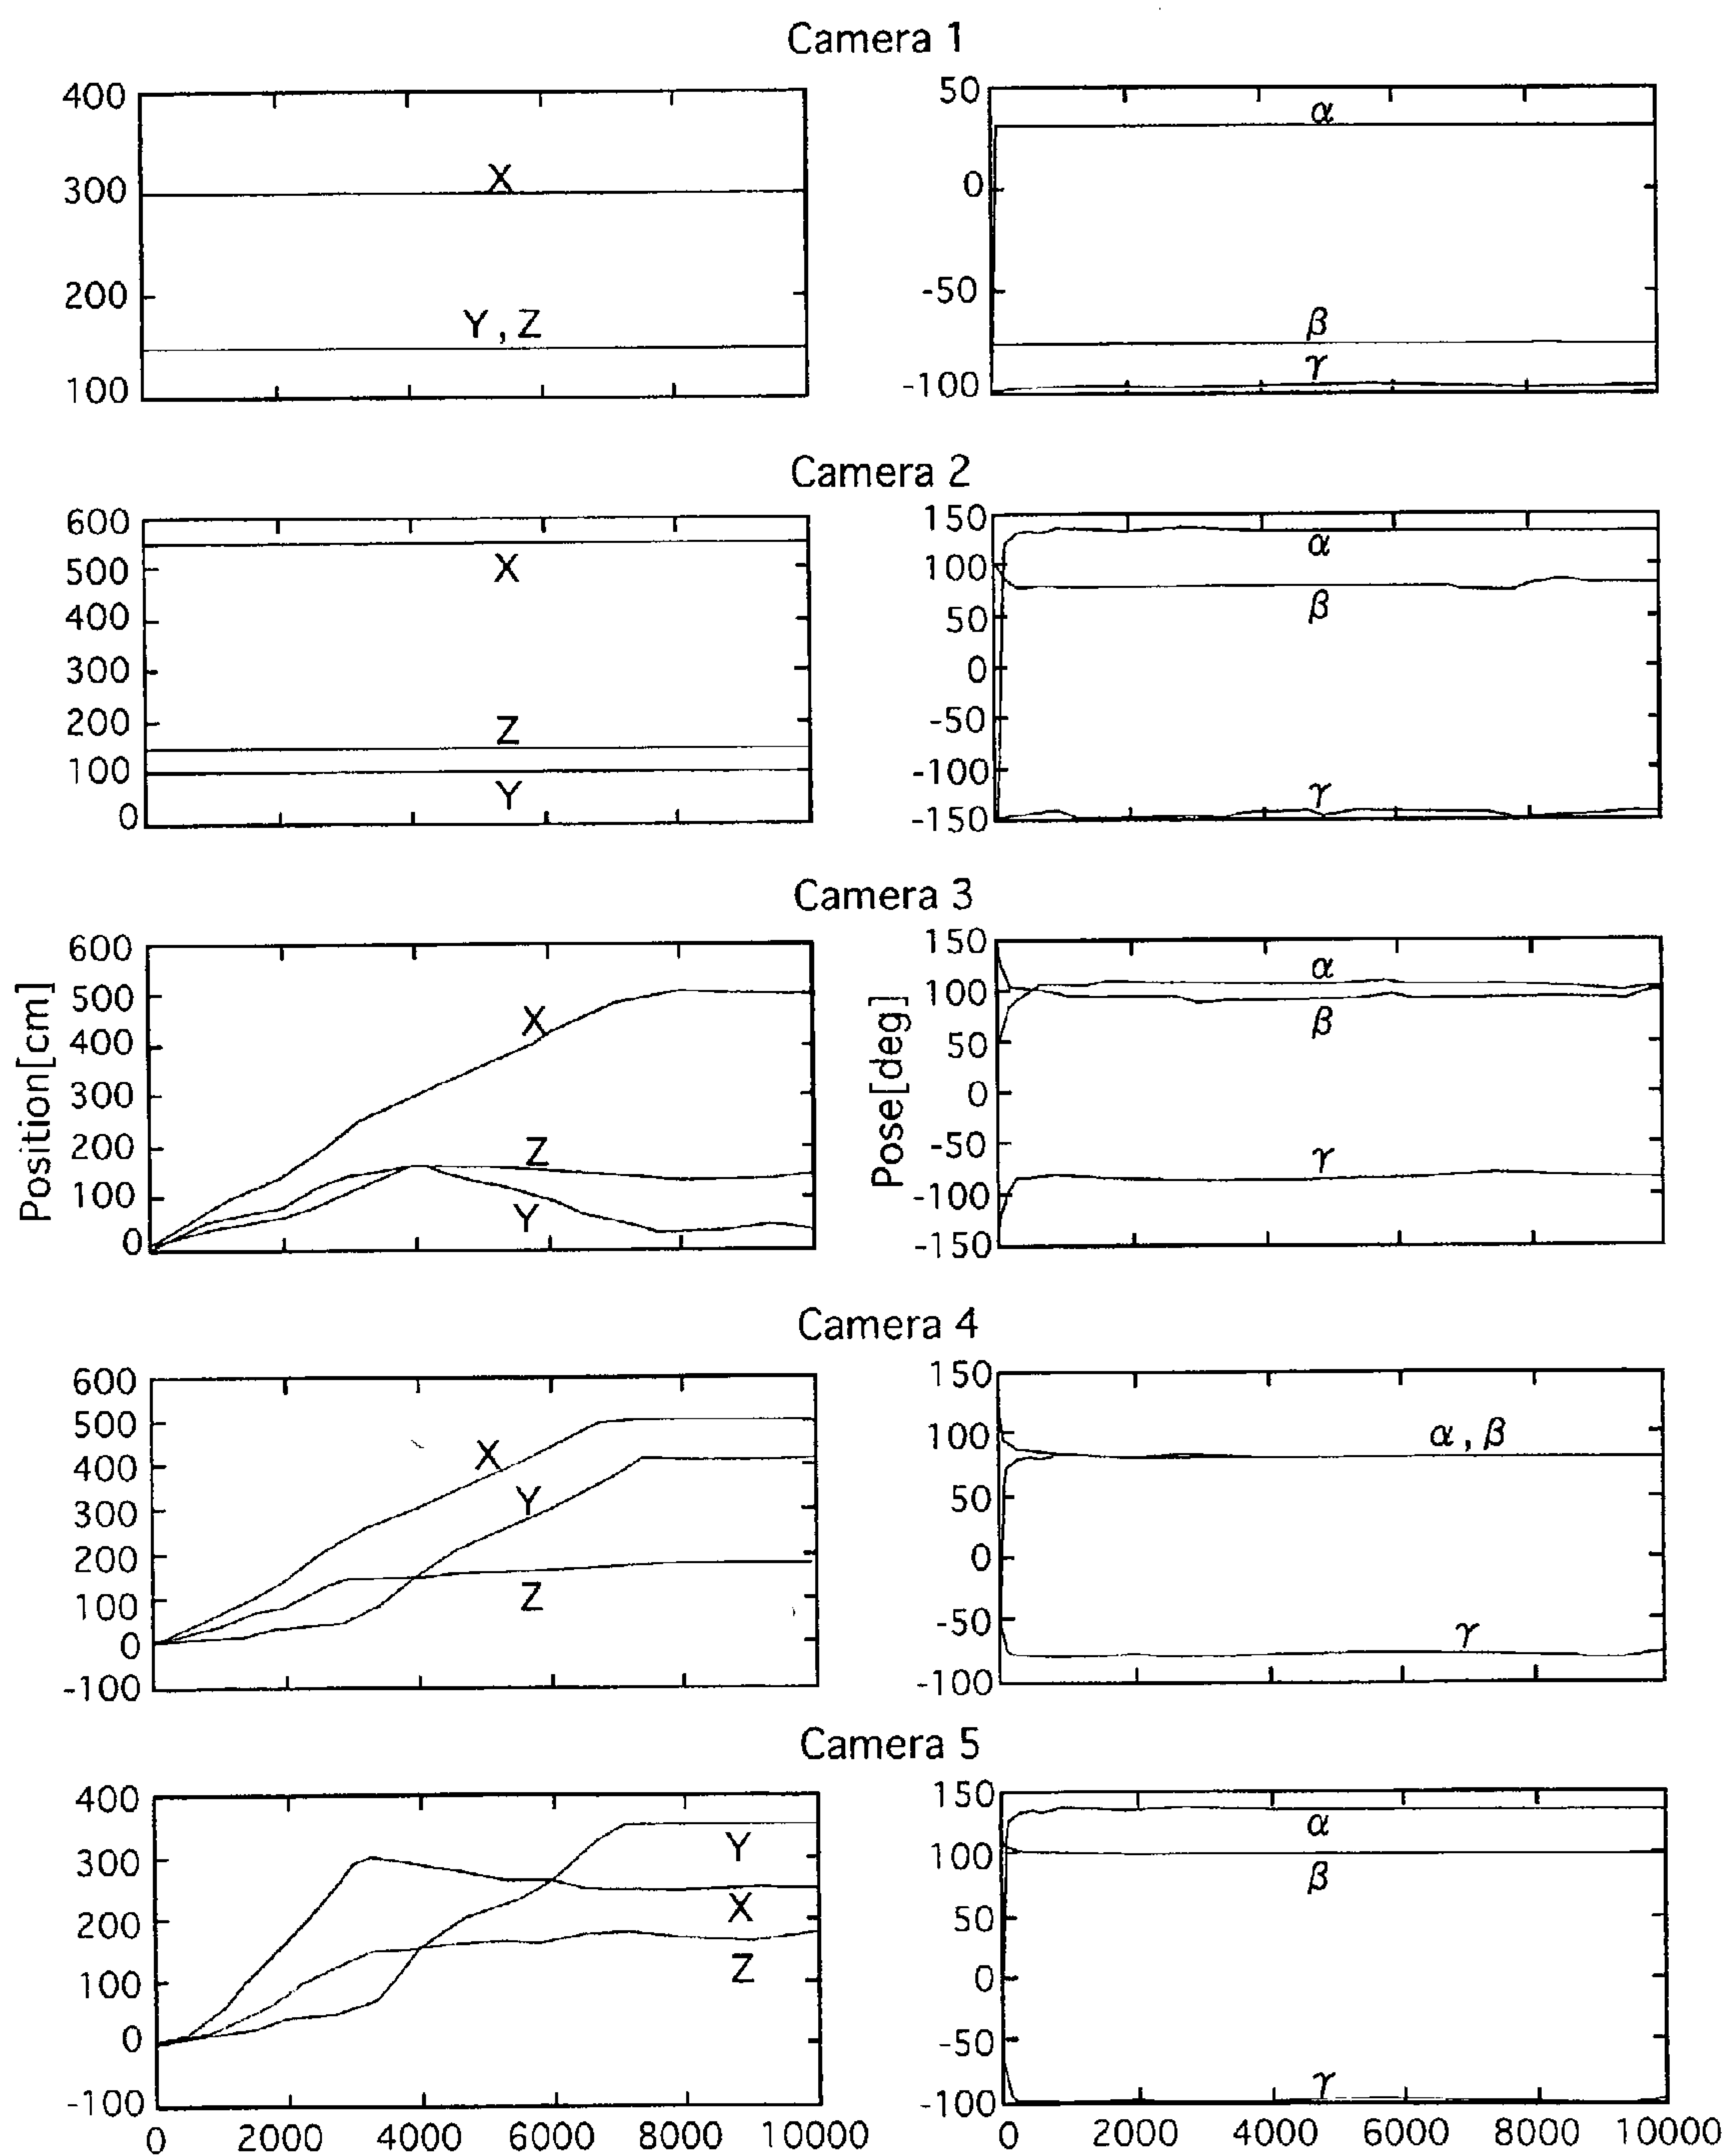 Camera 1
400
300
200
100
X
Y , Z
50
0
-50
-100
α
β
γ
Camera 2
600
500
400
300
200
100
0
X
Z
Y
150
100
50
0
-50
-100
-150
α
β
γ
Camera 3
Position[cm]
600
500
400
300
200
100
0
X
Z
Y
Pose[deg]
150
100
50
0
-50
-100
-150
α
β
γ
Camera 4
600
500
400
300
200
100
0
-100
X
Y
Z
150
100
50
0
-50
-100
α , β
γ
Camera 5
400
300
200
100
0
-100
Y
X
Z
0 2000 4000 6000 8000 10000
150
100
50
0
-50
-100
α
β
γ
0 2000 4000 6000 8000 10000